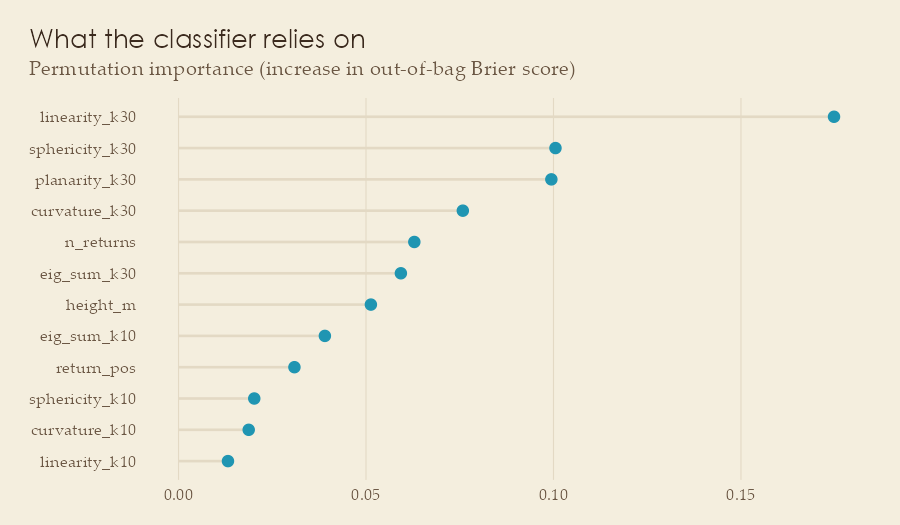 What the classifier relies on
Permutation importance (increase in out-of-bag Brier score)
linearity_k30
sphericity_k30
planarity_k30
curvature_k30
n_returns
eig_sum_k30
height_m
eig_sum_k10
return_pos
sphericity_k10
curvature_k10
linearity_k10
0.00 0.05 0.10 0.15